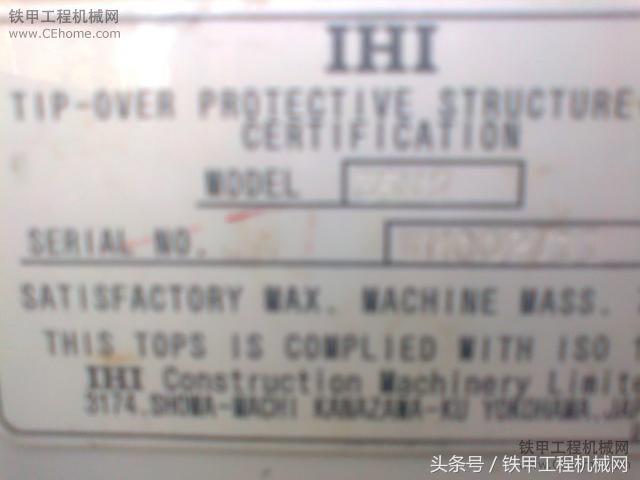 铁甲工程机械网
www.CEhome.com
IHI
TIP-OVER PROTECTIVE STRUCTURE
CERTIFICATION
MODEL
SERIAL NO.
SATISFACTORY MAX. MACHINE MASS.
THIS TOPS IS COMPLIED WITH ISO
IHI Construction Machinery Limite
3174,SHOWA-MACHI KANAZAWA-KU YOKOHAMA,JA
铁甲工程机械网
头条号/铁甲工程机械网